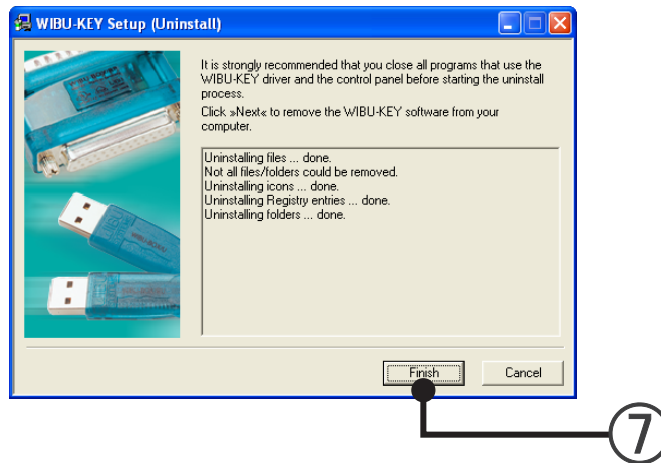 WIBU-KEY Setup (Uninstall)
It is strongly recommended that you close all programs that use the
WIBU-KEY driver and the control panel before starting the uninstall
process.
Click »Next« to remove the WIBU-KEY software from your
computer.
Uninstalling files ... done.
Not all files/folders could be removed.
Uninstalling icons ... done.
Uninstalling Registry entries ... done.
Uninstalling folders ... done.
Finish
Cancel
7